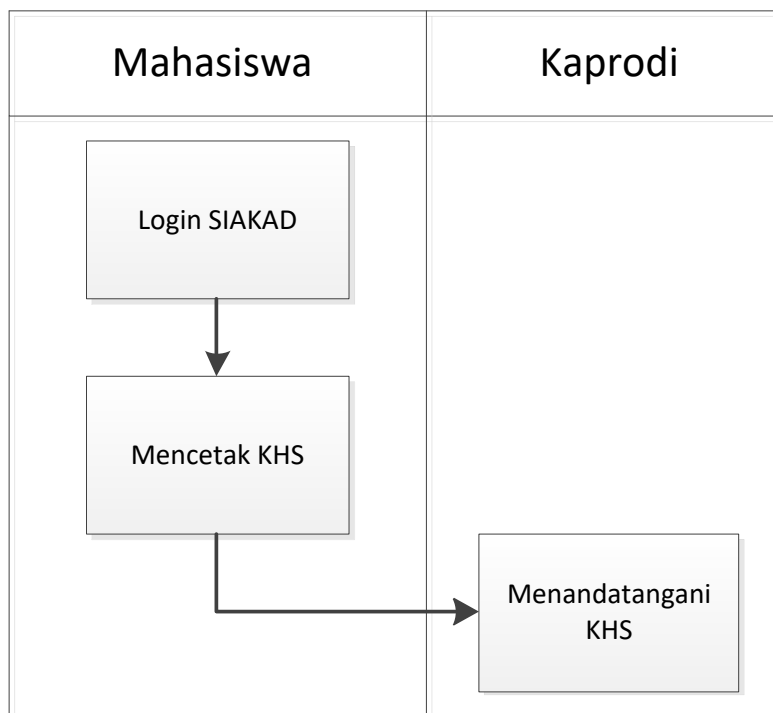 Mahasiswa
Kaprodi
Login SIAKAD
Mencetak KHS
Menandatangani
KHS